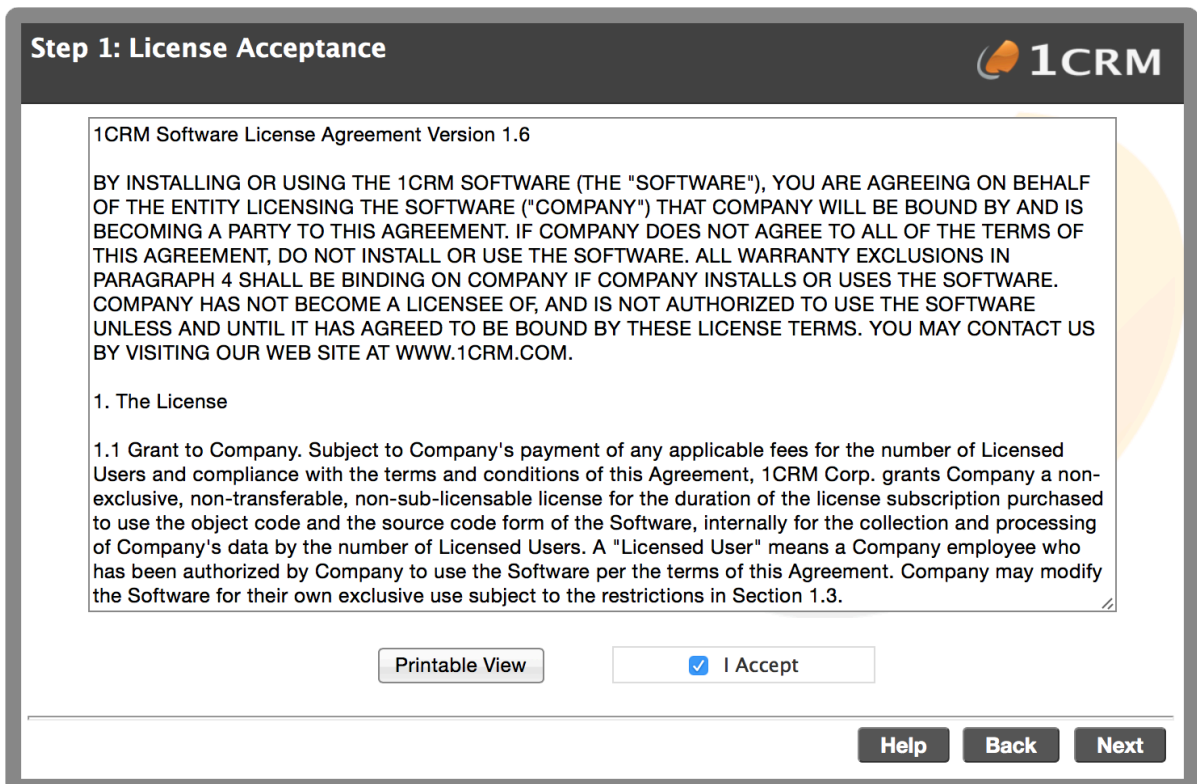 Step 1: License Acceptance
1CRM
1CRM Software License Agreement Version 1.6
BY INSTALLING OR USING THE 1CRM SOFTWARE (THE "SOFTWARE"), YOU ARE AGREEING ON BEHALF
OF THE ENTITY LICENSING THE SOFTWARE ("COMPANY") THAT COMPANY WILL BE BOUND BY AND IS
BECOMING A PARTY TO THIS AGREEMENT. IF COMPANY DOES NOT AGREE TO ALL OF THE TERMS OF
THIS AGREEMENT, DO NOT INSTALL OR USE THE SOFTWARE. ALL WARRANTY EXCLUSIONS IN
PARAGRAPH 4 SHALL BE BINDING ON COMPANY IF COMPANY INSTALLS OR USES THE SOFTWARE.
COMPANY HAS NOT BECOME A LICENSEE OF, AND IS NOT AUTHORIZED TO USE THE SOFTWARE
UNLESS AND UNTIL IT HAS AGREED TO BE BOUND BY THESE LICENSE TERMS. YOU MAY CONTACT US
BY VISITING OUR WEB SITE AT WWW.1CRM.COM.
1. The License
1.1 Grant to Company. Subject to Company's payment of any applicable fees for the number of Licensed
Users and compliance with the terms and conditions of this Agreement, 1CRM Corp. grants Company a non-
exclusive, non-transferable, non-sub-licensable license for the duration of the license subscription purchased
to use the object code and the source code form of the Software, internally for the collection and processing
of Company's data by the number of Licensed Users. A "Licensed User" means a Company employee who
has been authorized by Company to use the Software per the terms of this Agreement. Company may modify
the Software for their own exclusive use subject to the restrictions in Section 1.3.
Printable View
I Accept
Help
Back
Next